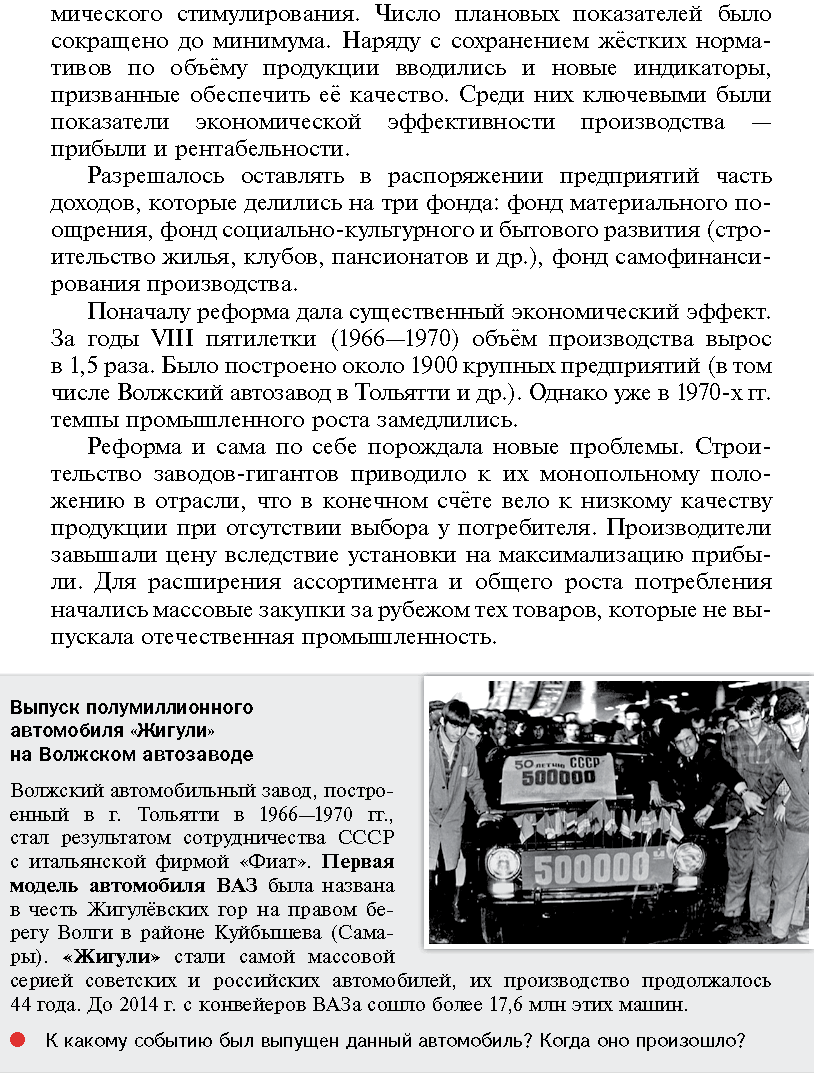 мического стимулирования. Число плановых показателей было
сокращено до минимума. Наряду с сохранением жёстких норма-
тивов по объёму продукции вводились и новые индикаторы,
призванные обеспечить её качество. Среди них ключевыми были
показатели экономической эффективности производства —
прибыли и рентабельности.
Разрешалось оставлять в распоряжении предприятий часть
доходов, которые делились на три фонда: фонд материального по-
ощрения, фонд социально-культурного и бытового развития (стро-
ительство жилья, клубов, пансионатов и др.), фонд самофинанси-
рования производства.
Поначалу реформа дала существенный экономический эффект.
За годы VIII пятилетки (1966—1970) объём производства вырос
в 1,5 раза. Было построено около 1900 крупных предприятий (в том
числе Волжский автозавод в Тольятти и др.). Однако уже в 1970-х гг.
темпы промышленного роста замедлились.
Реформа и сама по себе порождала новые проблемы. Строи-
тельство заводов-гигантов приводило к их монопольному поло-
жению в отрасли, что в конечном счёте вело к низкому качеству
продукции при отсутствии выбора у потребителя. Производители
завышали цену вследствие установки на максимализацию прибы-
ли. Для расширения ассортимента и общего роста потребления
начались массовые закупки за рубежом тех товаров, которые не вы-
пускала отечественная промышленность.
Выпуск полумиллионного
автомобиля «Жигули»
на Волжском автозаводе
Волжский автомобильный завод, постро-
енный в г. Тольятти в 1966—1970 гг.,
стал результатом сотрудничества СССР
с итальянской фирмой «Фиат». Первая
модель автомобиля ВАЗ была названа
в честь Жигулёвских гор на правом бе-
регу Волги в районе Куйбышева (Сама-
ры). «Жигули» стали самой массовой
серией советских и российских автомобилей, их производство продолжалось
44 года. До 2014 г. с конвейеров ВАЗа сошло более 17,6 млн этих машин.
50-летию СССР
500000
500000
К какому событию был выпущен данный автомобиль? Когда оно произошло?